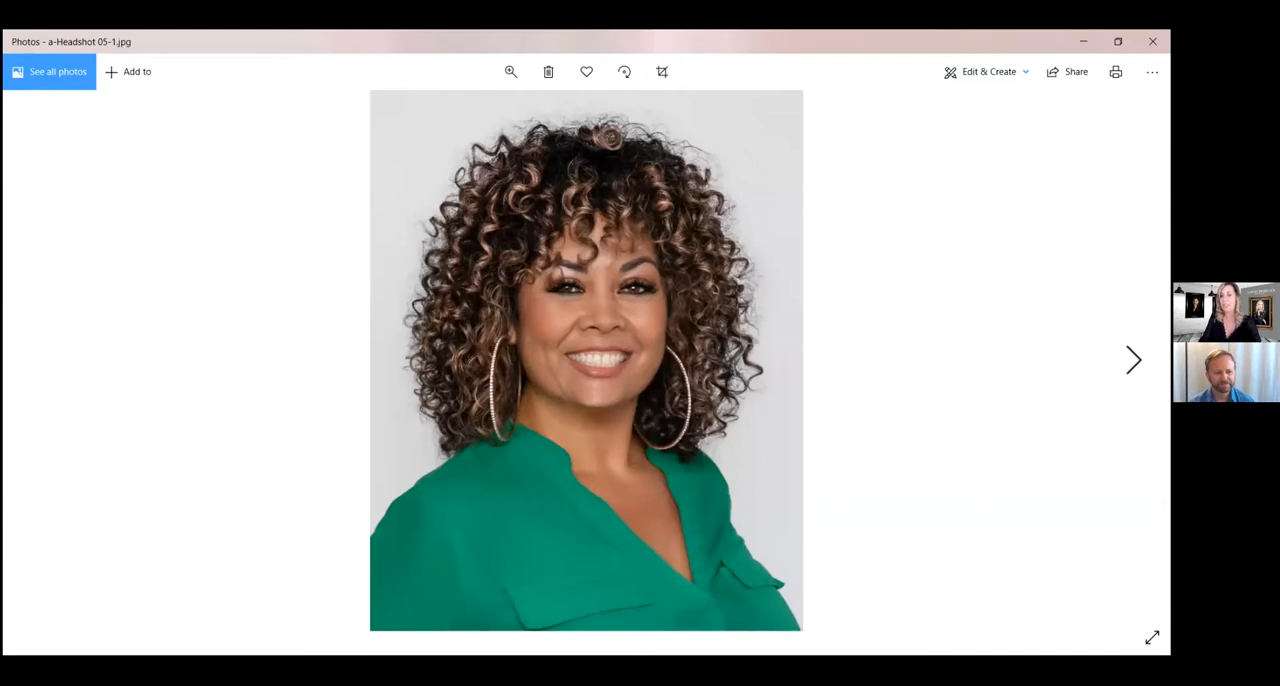 Photos - a-Headshot 05-1.jpg
See all photos
Add to
Edit & Create
Share